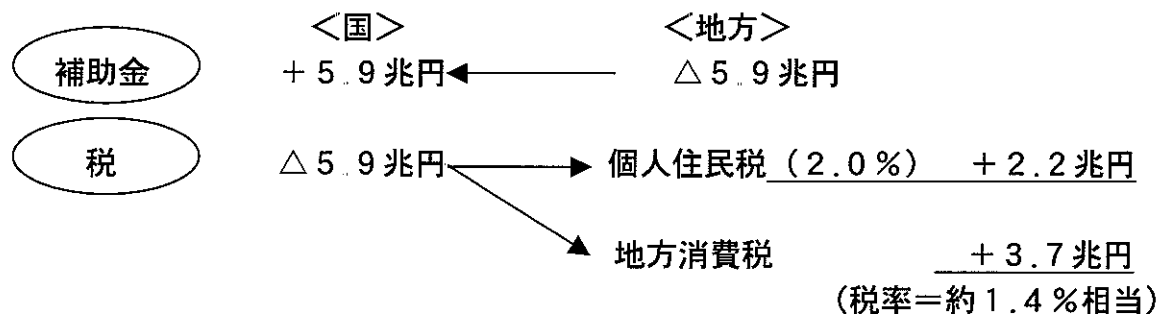 <国> <地方>
補助金 +5.9兆円 △5.9兆円
税 △5.9兆円 個人住民税(2.0%) +2.2兆円
地方消費税 +3.7兆円
(税率=約1.4%相当)